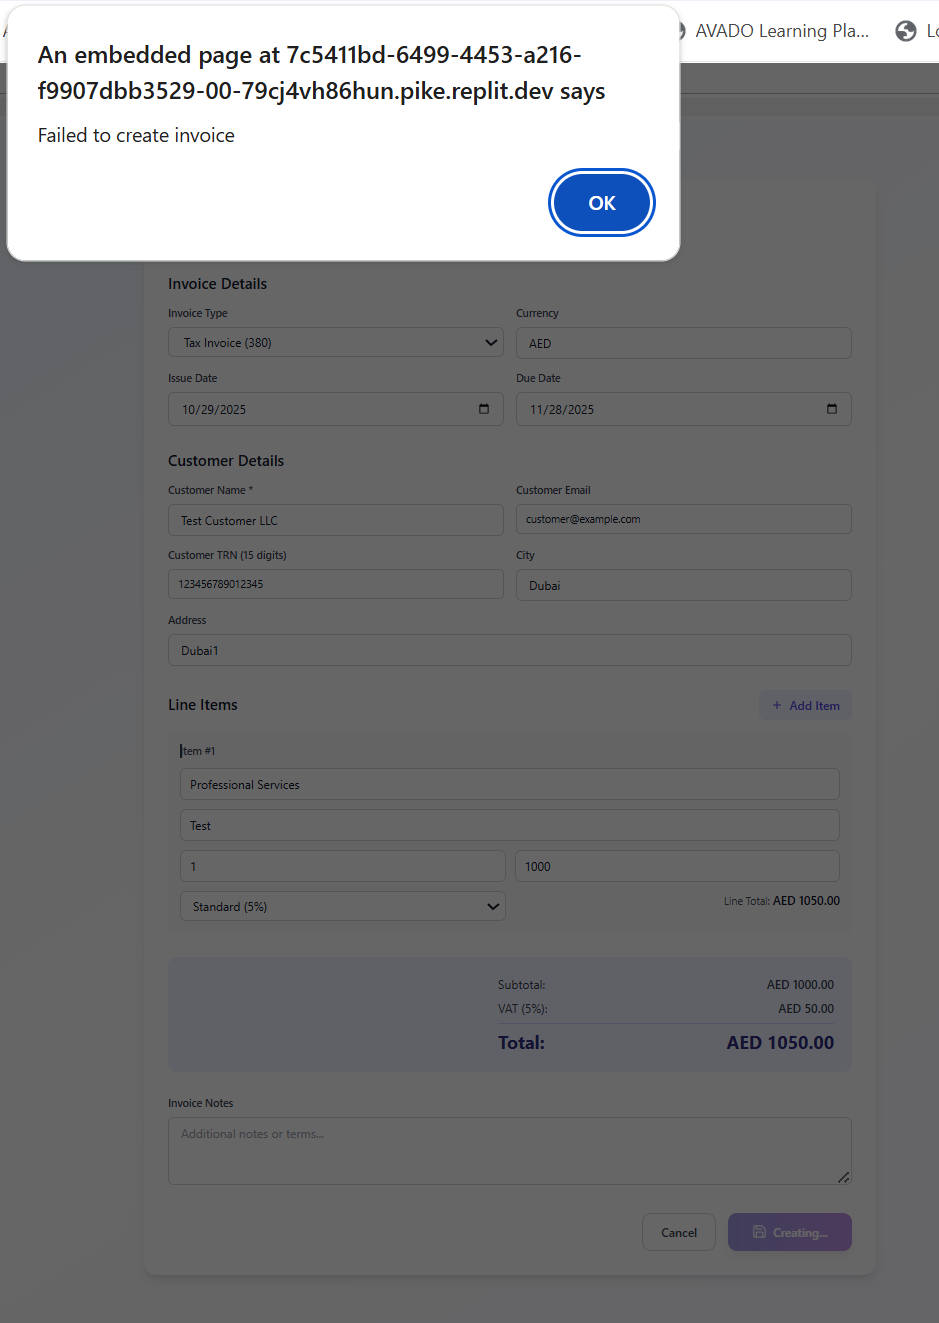 AVADO Learning Pla...
An embedded page at 7c5411bd-6499-4453-a216-
f9907dbb3529-00-79cj4vh86hun.pike.replit.dev says
Failed to create invoice
OK
Invoice Details
Invoice Type
Currency
Tax Invoice (380)
AED
Issue Date
Due Date
10/29/2025
11/28/2025
Customer Details
Customer Name *
Customer Email
Test Customer LLC
customer@example.com
Customer TRN (15 digits)
City
123456789012345
Dubai
Address
Dubai1
Line Items
+ Add Item
Item #1
Professional Services
Test
1
1000
Standard (5%)
Line Total: AED 1050.00
Subtotal: AED 1000.00
VAT (5%): AED 50.00
Total: AED 1050.00
Invoice Notes
Additional notes or terms...
Cancel
Creating...